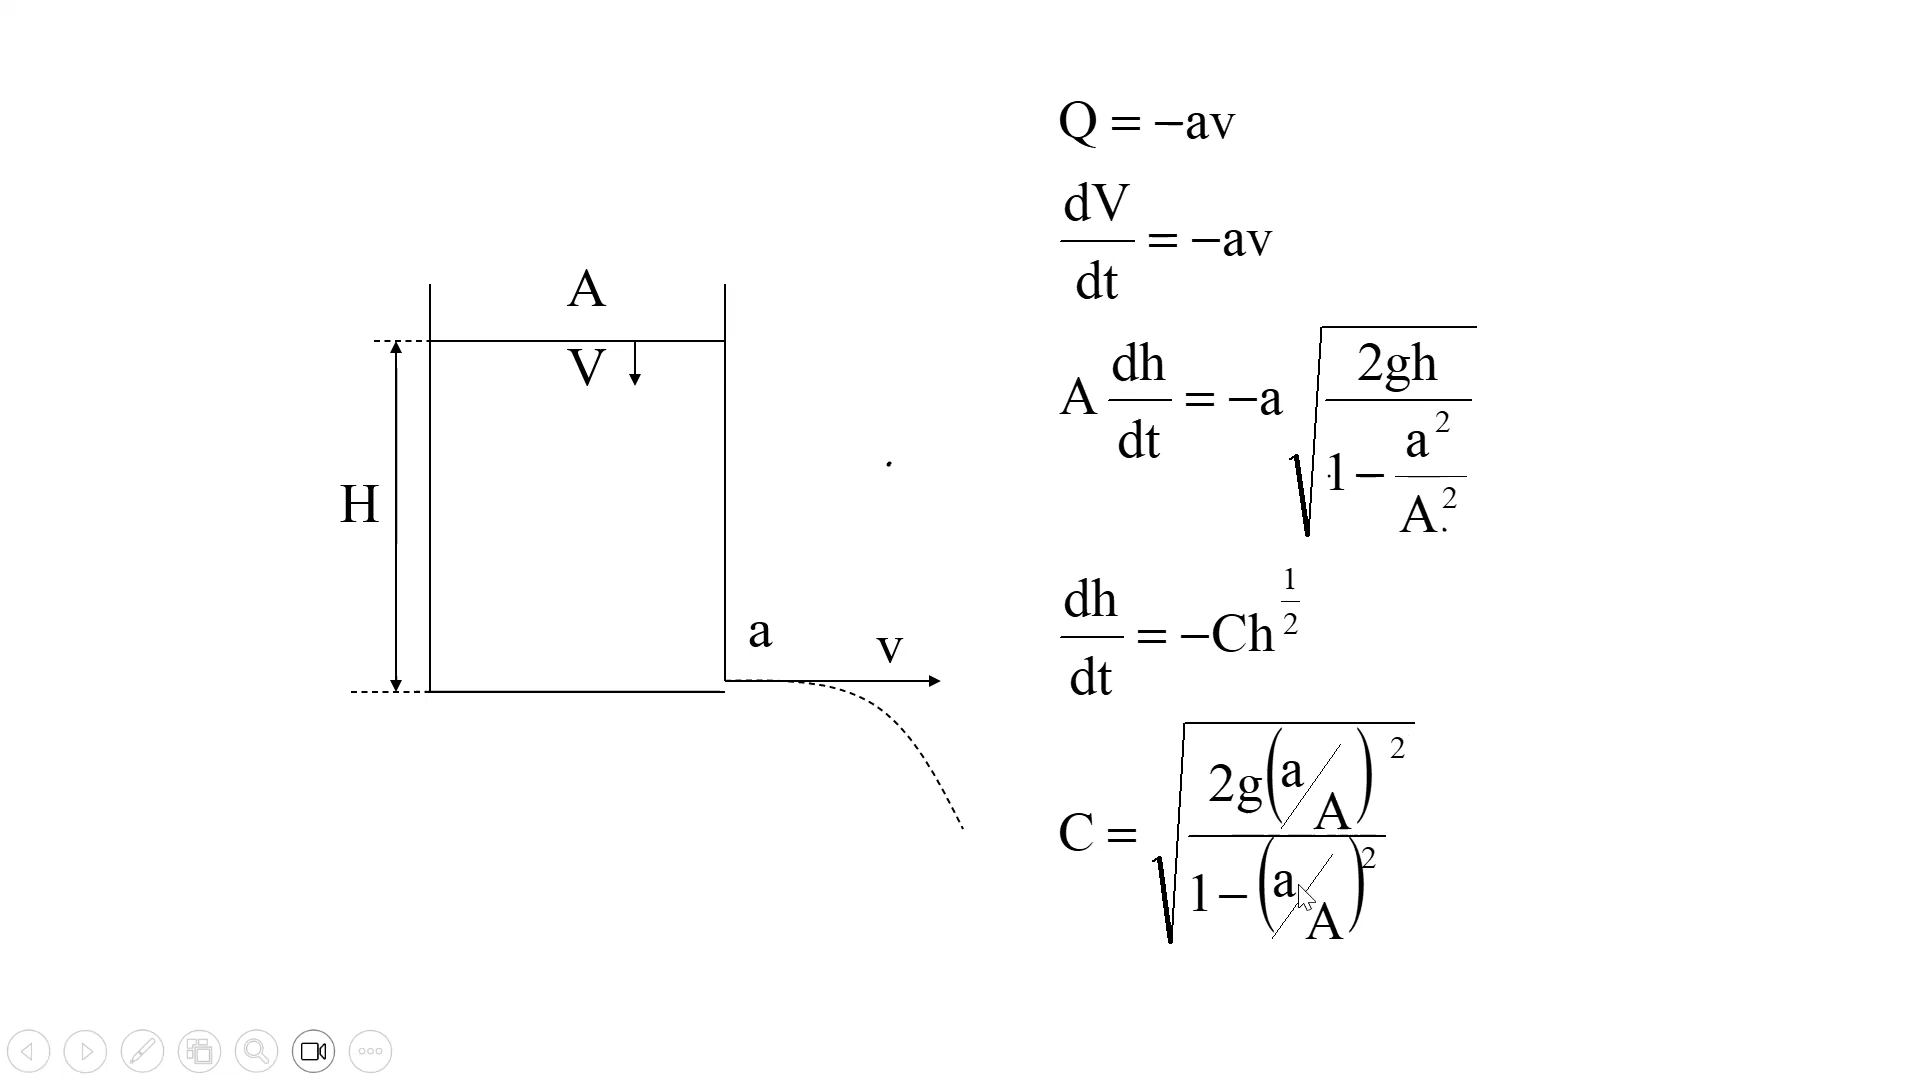 A
V
H
a
v
Q = −av
dV/dt = −av
A dh/dt = −a √(2gh / (1 − a²/A²))
dh/dt = −Ch^(1/2)
C = √(2g(a/A)² / (1 − (a/A)²))